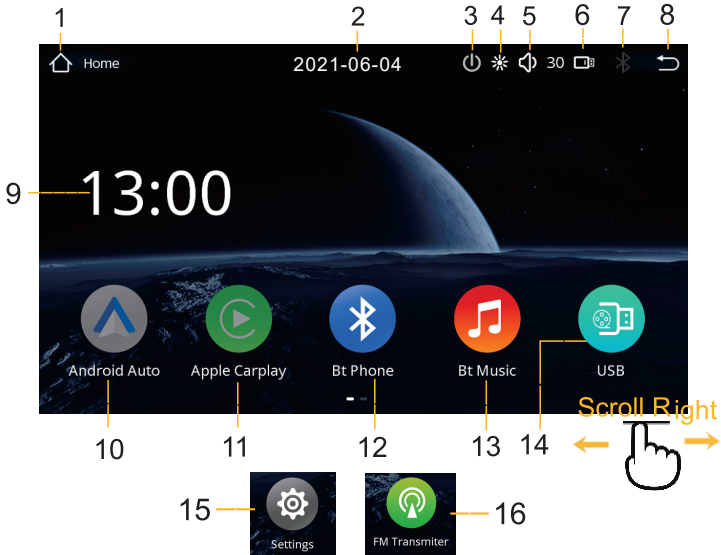 1 2 3 4 5 6 7 8
Home 2021-06-04 30
9 13:00
Android Auto Apple Carplay Bt Phone Bt Music USB
Scroll Right
10 11 12 13 14
15 Settings
FM Transmiter 16